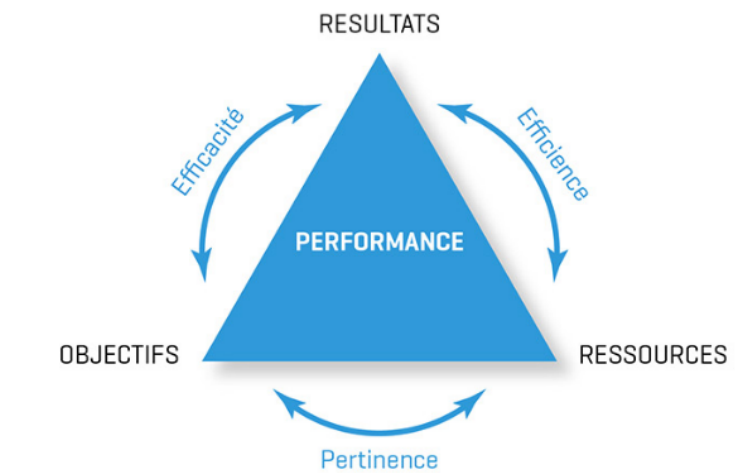 RESULTATS
Efficacité
Efficience
PERFORMANCE
OBJECTIFS
RESSOURCES
Pertinence